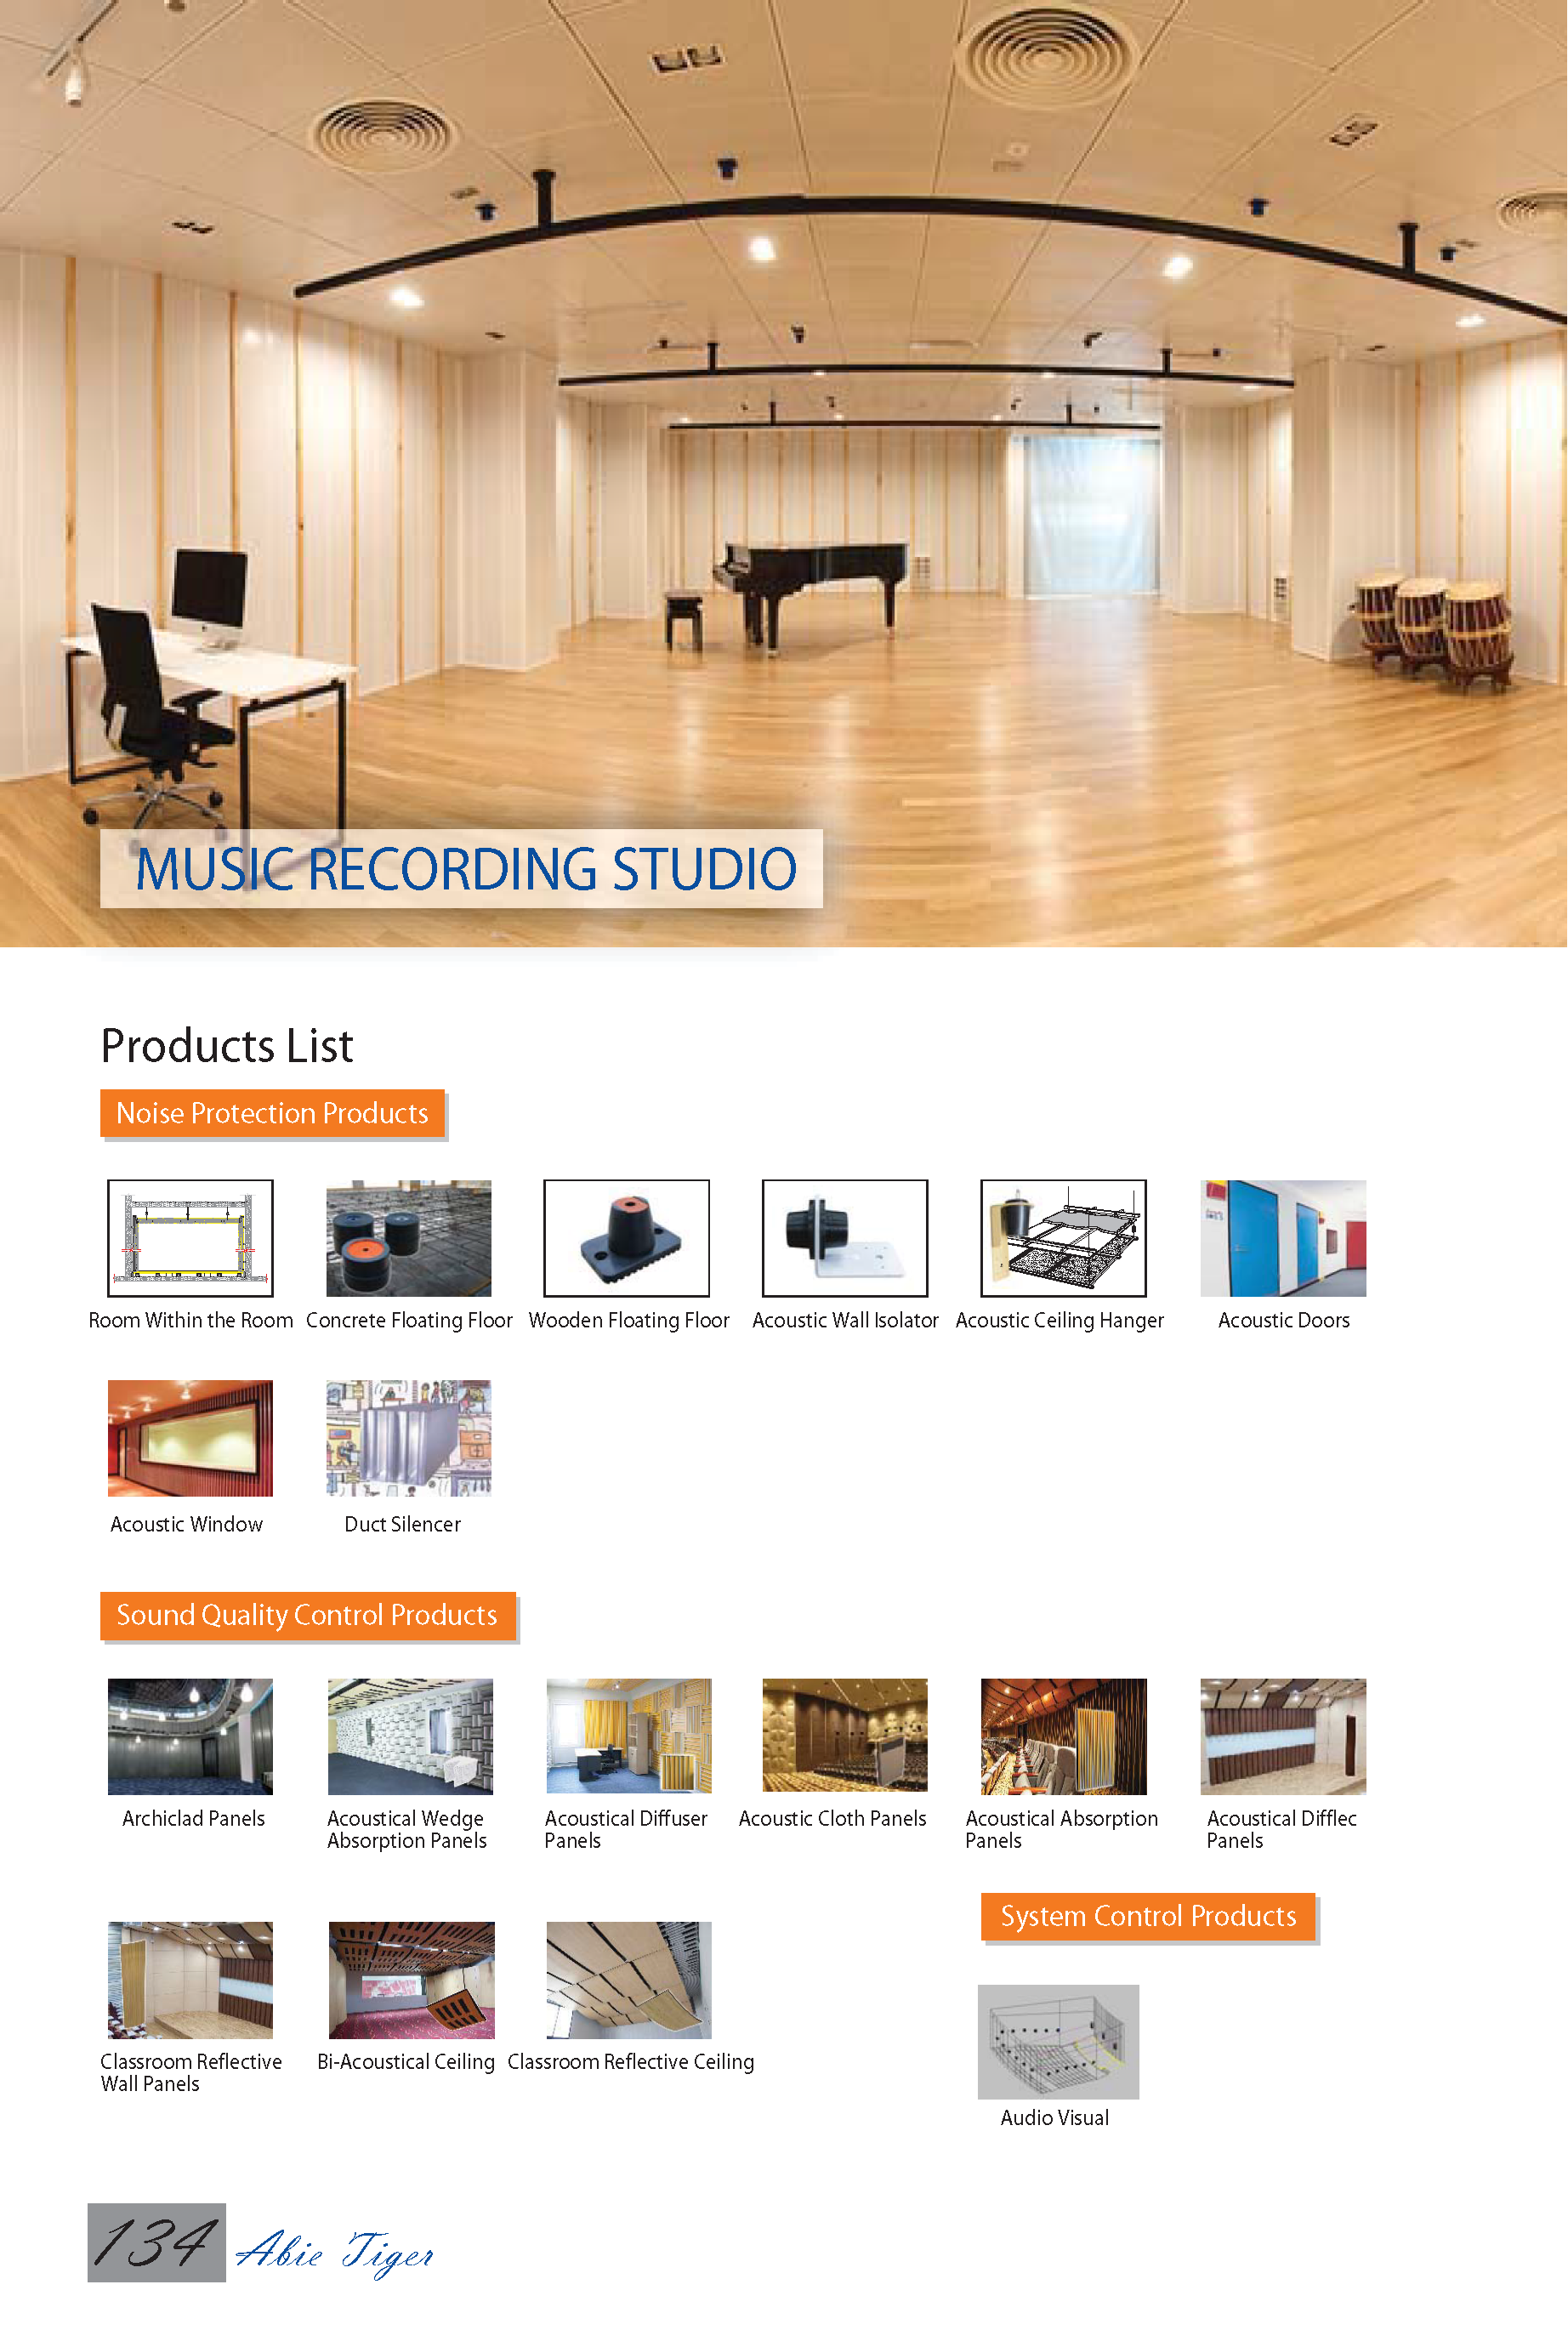 MUSIC RECORDING STUDIO
Products List
Noise Protection Products
Room Within the Room
Concrete Floating Floor
Wooden Floating Floor
Acoustic Wall Isolator
Acoustic Ceiling Hanger
Acoustic Doors
Acoustic Window
Duct Silencer
Sound Quality Control Products
Archiclad Panels
Acoustical Wedge
Absorption Panels
Acoustical Diffuser
Panels
Acoustic Cloth Panels
Acoustical Absorption
Panels
Acoustical Difflec
Panels
Classroom Reflective
Wall Panels
Bi-Acoustical Ceiling
Classroom Reflective Ceiling
System Control Products
Audio Visual
134
Abie Tiger